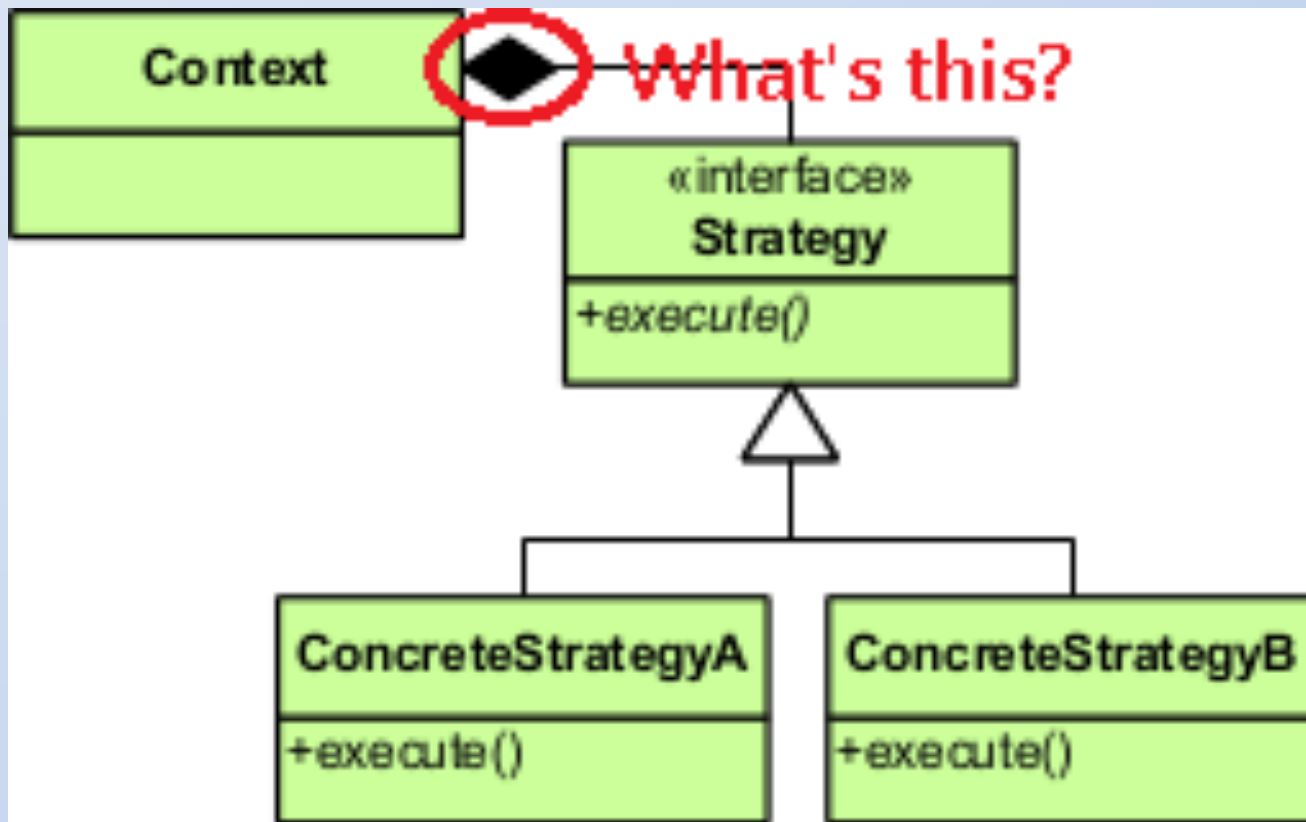 Context
What's this?
«interface»
Strategy
+execute()
ConcreteStrategyA
ConcreteStrategyB
+execute()
+execute()